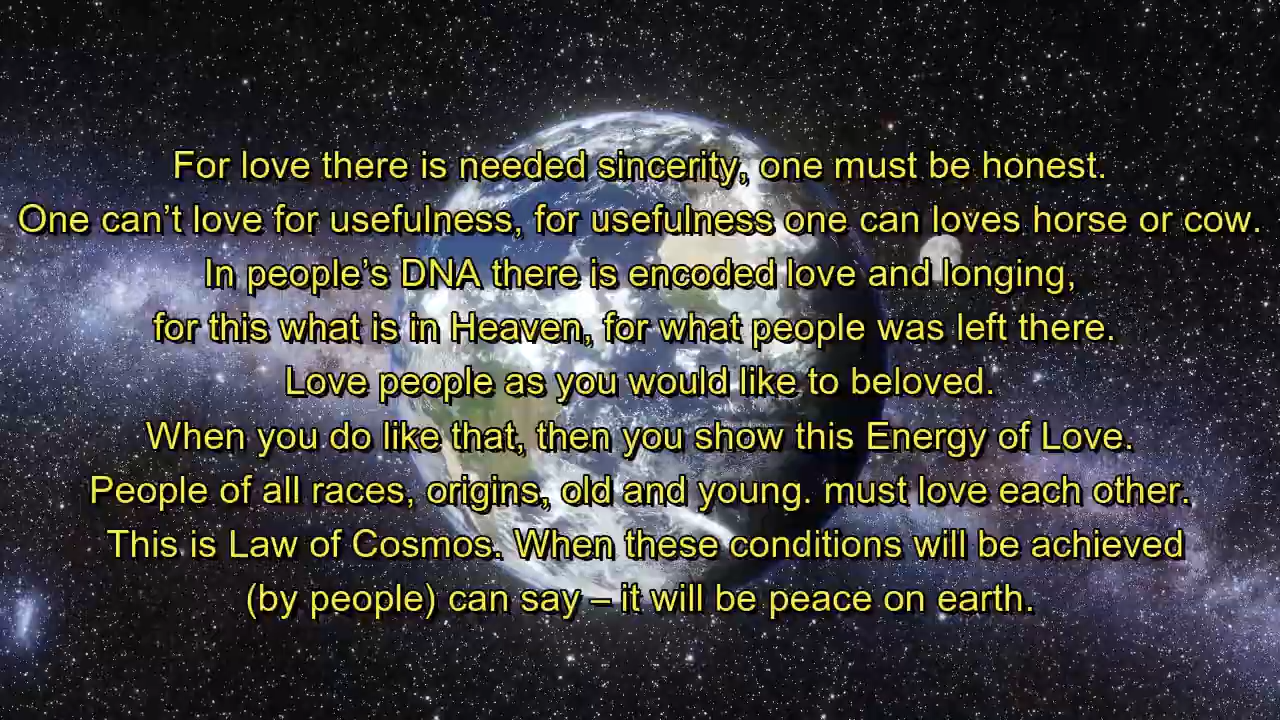 For love there is needed sincerity, one must be honest.
One can’t love for usefulness, for usefulness one can loves horse or cow.
In people’s DNA there is encoded love and longing,
for this what is in Heaven, for what people was left there.
Love people as you would like to beloved.
When you do like that, then you show this Energy of Love.
People of all races, origins, old and young. must love each other.
This is Law of Cosmos. When these conditions will be achieved
(by people) can say – it will be peace on earth.